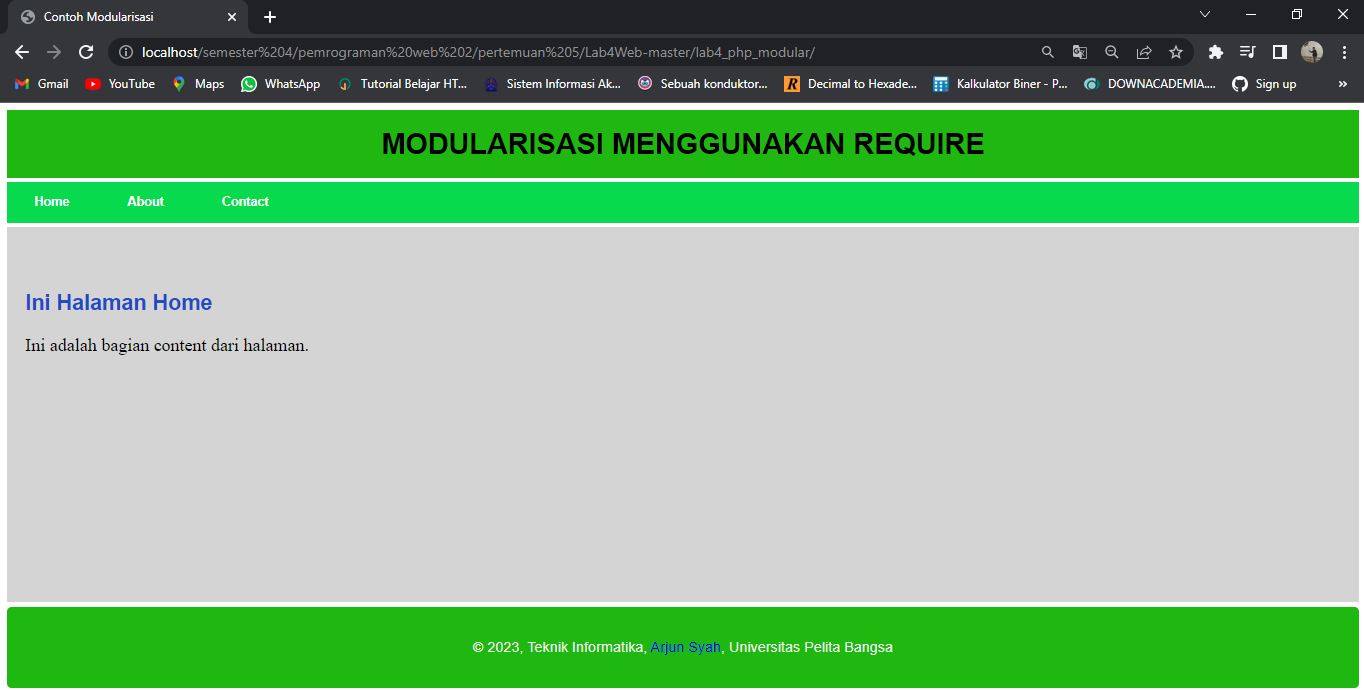 Contoh Modularisasi
localhost/semester%204/pemrograman%20web%202/pertemuan%205/Lab4Web-master/lab4_php_modular/
Gmail YouTube Maps WhatsApp Tutorial Belajar HT... Sistem Informasi Ak... Sebuah konduktor... Decimal to Hexade... Kalkulator Biner - P... DOWNACADEMIA.... Sign up »
MODULARISASI MENGGUNAKAN REQUIRE
Home About Contact
Ini Halaman Home
Ini adalah bagian content dari halaman.
© 2023, Teknik Informatika, Arjun Syah, Universitas Pelita Bangsa